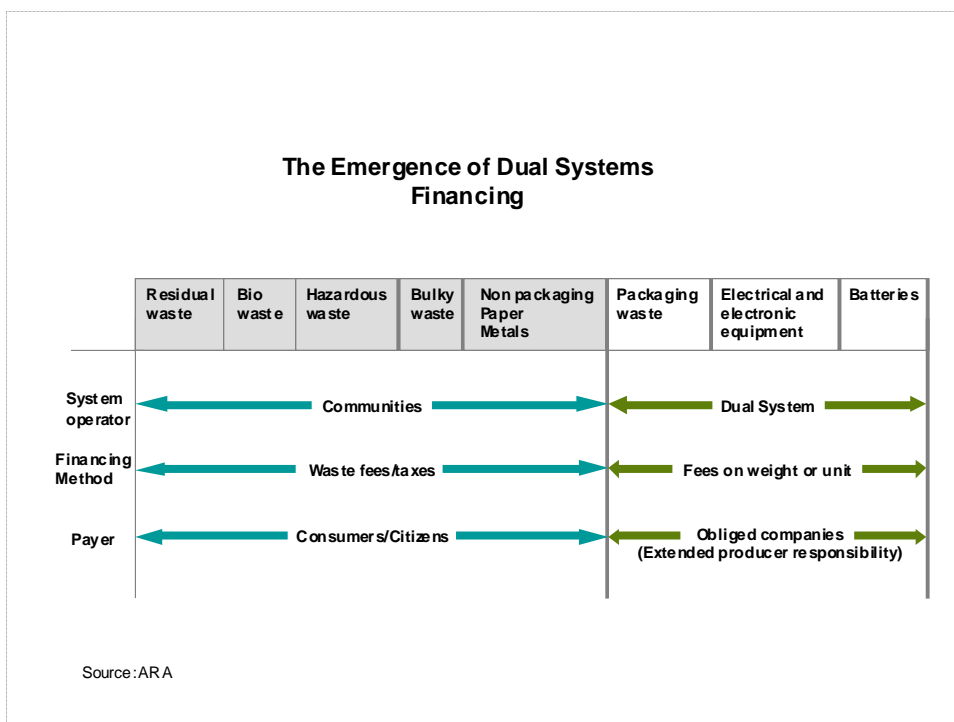 The Emergence of Dual Systems
Financing
Residual
waste
Bio
waste
Hazardous
waste
Bulky
waste
Non packaging
Paper
Metals
Packaging
waste
Electrical and
electronic
equipment
Batteries
System
operator
Communities
Dual System
Financing
Method
Waste fees/taxes
Fees on weight or unit
Payer
Consumers/Citizens
Obliged companies
(Extended producer responsibility)
Source: ARA